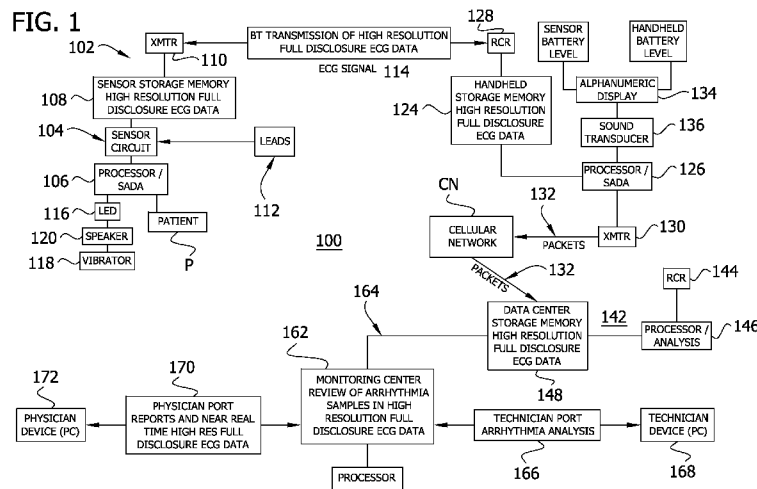 FIG. 1
102
XMTR
110
BT TRANSMISSION OF HIGH RESOLUTION
FULL DISCLOSURE ECG DATA
ECG SIGNAL
114
128
RCR
SENSOR
BATTERY
LEVEL
HANDHELD
BATTERY
LEVEL
108
SENSOR STORAGE MEMORY
HIGH RESOLUTION FULL
DISCLOSURE ECG DATA
124
HANDHELD
STORAGE MEMORY
HIGH RESOLUTION
FULL DISCLOSURE
ECG DATA
ALPHANUMERIC
DISPLAY
134
SOUND
TRANSDUCER
136
104
SENSOR
CIRCUIT
LEADS
112
106
PROCESSOR /
SADA
PROCESSOR /
SADA
126
116
LED
PATIENT
P
120
SPEAKER
118
VIBRATOR
100
CN
CELLULAR
NETWORK
132
PACKETS
XMTR
130
PACKETS
132
RCR
144
164
DATA CENTER
STORAGE MEMORY
HIGH RESOLUTION
FULL DISCLOSURE
ECG DATA
148
142
PROCESSOR /
ANALYSIS
146
162
MONITORING CENTER
REVIEW OF ARRHYTHMIA
SAMPLES IN HIGH
RESOLUTION FULL
DISCLOSURE ECG DATA
172
PHYSICIAN
DEVICE (PC)
170
PHYSICIAN PORT
REPORTS AND NEAR REAL
TIME HIGH RES FULL
DISCLOSURE ECG DATA
TECHNICIAN PORT
ARRHYTHMIA ANALYSIS
166
TECHNICIAN
DEVICE (PC)
168
PROCESSOR